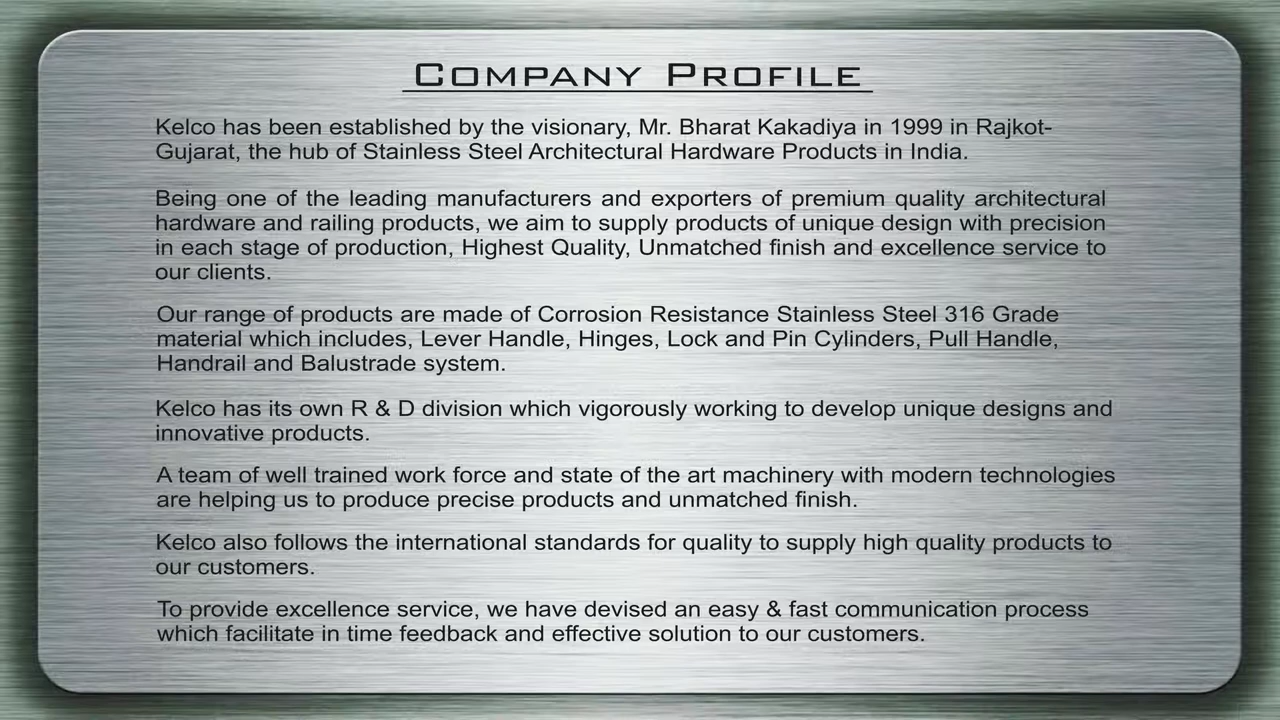 Company Profile
Kelco has been established by the visionary, Mr. Bharat Kakadiya in 1999 in Rajkot-
Gujarat, the hub of Stainless Steel Architectural Hardware Products in India.
Being one of the leading manufacturers and exporters of premium quality architectural
hardware and railing products, we aim to supply products of unique design with precision
in each stage of production, Highest Quality, Unmatched finish and excellence service to
our clients.
Our range of products are made of Corrosion Resistance Stainless Steel 316 Grade
material which includes, Lever Handle, Hinges, Lock and Pin Cylinders, Pull Handle,
Handrail and Balustrade system.
Kelco has its own R & D division which vigorously working to develop unique designs and
innovative products.
A team of well trained work force and state of the art machinery with modern technologies
are helping us to produce precise products and unmatched finish.
Kelco also follows the international standards for quality to supply high quality products to
our customers.
To provide excellence service, we have devised an easy & fast communication process
which facilitate in time feedback and effective solution to our customers.